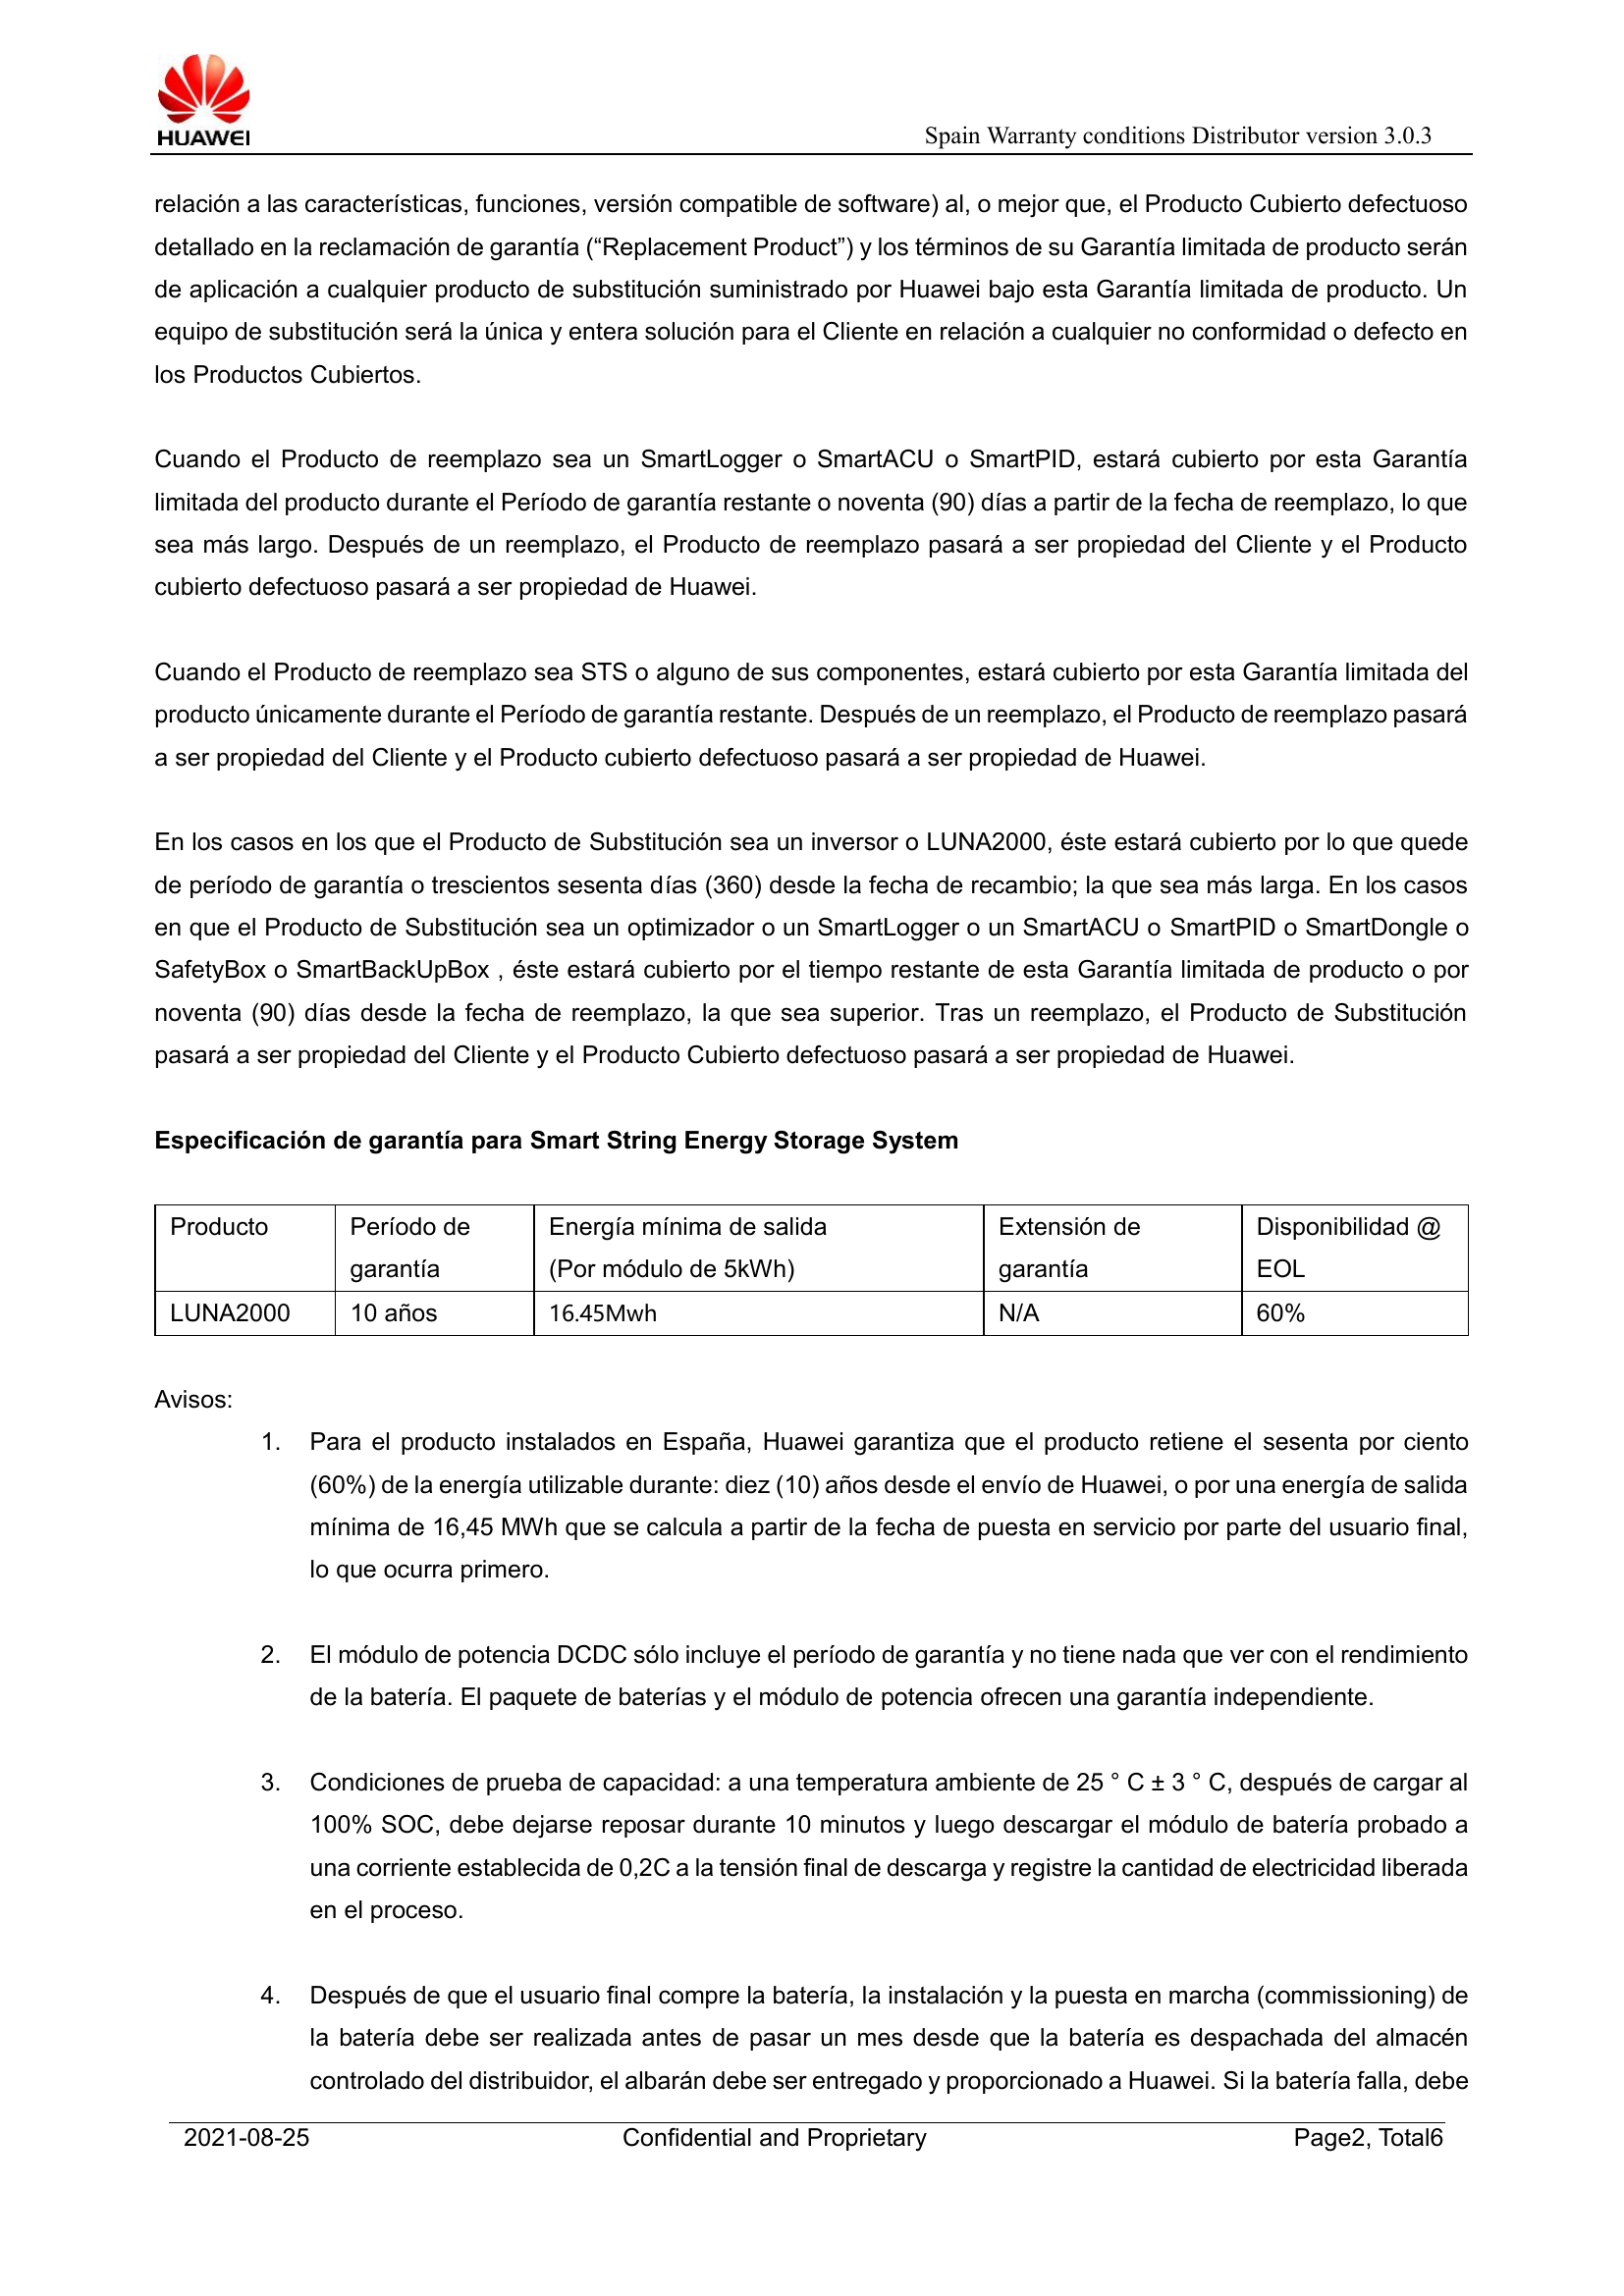 HUAWEI
Spain Warranty conditions Distributor version 3.0.3
relación a las características, funciones, versión compatible de software) al, o mejor que, el Producto Cubierto defectuoso
detallado en la reclamación de garantía (“Replacement Product”) y los términos de su Garantía limitada de producto serán
de aplicación a cualquier producto de substitución suministrado por Huawei bajo esta Garantía limitada de producto. Un
equipo de substitución será la única y entera solución para el Cliente en relación a cualquier no conformidad o defecto en
los Productos Cubiertos.
Cuando el Producto de reemplazo sea un SmartLogger o SmartACU o SmartPID, estará cubierto por esta Garantía
limitada del producto durante el Período de garantía restante o noventa (90) días a partir de la fecha de reemplazo, lo que
sea más largo. Después de un reemplazo, el Producto de reemplazo pasará a ser propiedad del Cliente y el Producto
cubierto defectuoso pasará a ser propiedad de Huawei.
Cuando el Producto de reemplazo sea STS o alguno de sus componentes, estará cubierto por esta Garantía limitada del
producto únicamente durante el Período de garantía restante. Después de un reemplazo, el Producto de reemplazo pasará
a ser propiedad del Cliente y el Producto cubierto defectuoso pasará a ser propiedad de Huawei.
En los casos en los que el Producto de Substitución sea un inversor o LUNA2000, éste estará cubierto por lo que quede
de período de garantía o trescientos sesenta días (360) desde la fecha de recambio; la que sea más larga. En los casos
en que el Producto de Substitución sea un optimizador o un SmartLogger o un SmartACU o SmartPID o SmartDongle o
SafetyBox o SmartBackUpBox , éste estará cubierto por el tiempo restante de esta Garantía limitada de producto o por
noventa (90) días desde la fecha de reemplazo, la que sea superior. Tras un reemplazo, el Producto de Substitución
pasará a ser propiedad del Cliente y el Producto Cubierto defectuoso pasará a ser propiedad de Huawei.
Especificación de garantía para Smart String Energy Storage System
Producto Período de garantía Energía mínima de salida (Por módulo de 5kWh) Extensión de garantía Disponibilidad @ EOL
LUNA2000 10 años 16.45Mwh N/A 60%
Avisos:
1. Para el producto instalados en España, Huawei garantiza que el producto retiene el sesenta por ciento
(60%) de la energía utilizable durante: diez (10) años desde el envío de Huawei, o por una energía de salida
mínima de 16,45 MWh que se calcula a partir de la fecha de puesta en servicio por parte del usuario final,
lo que ocurra primero.
2. El módulo de potencia DCDC sólo incluye el período de garantía y no tiene nada que ver con el rendimiento
de la batería. El paquete de baterías y el módulo de potencia ofrecen una garantía independiente.
3. Condiciones de prueba de capacidad: a una temperatura ambiente de 25 ° C ± 3 ° C, después de cargar al
100% SOC, debe dejarse reposar durante 10 minutos y luego descargar el módulo de batería probado a
una corriente establecida de 0,2C a la tensión final de descarga y registre la cantidad de electricidad liberada
en el proceso.
4. Después de que el usuario final compre la batería, la instalación y la puesta en marcha (commissioning) de
la batería debe ser realizada antes de pasar un mes desde que la batería es despachada del almacén
controlado del distribuidor, el albarán debe ser entregado y proporcionado a Huawei. Si la batería falla, debe
2021-08-25 Confidential and Proprietary Page2, Total6